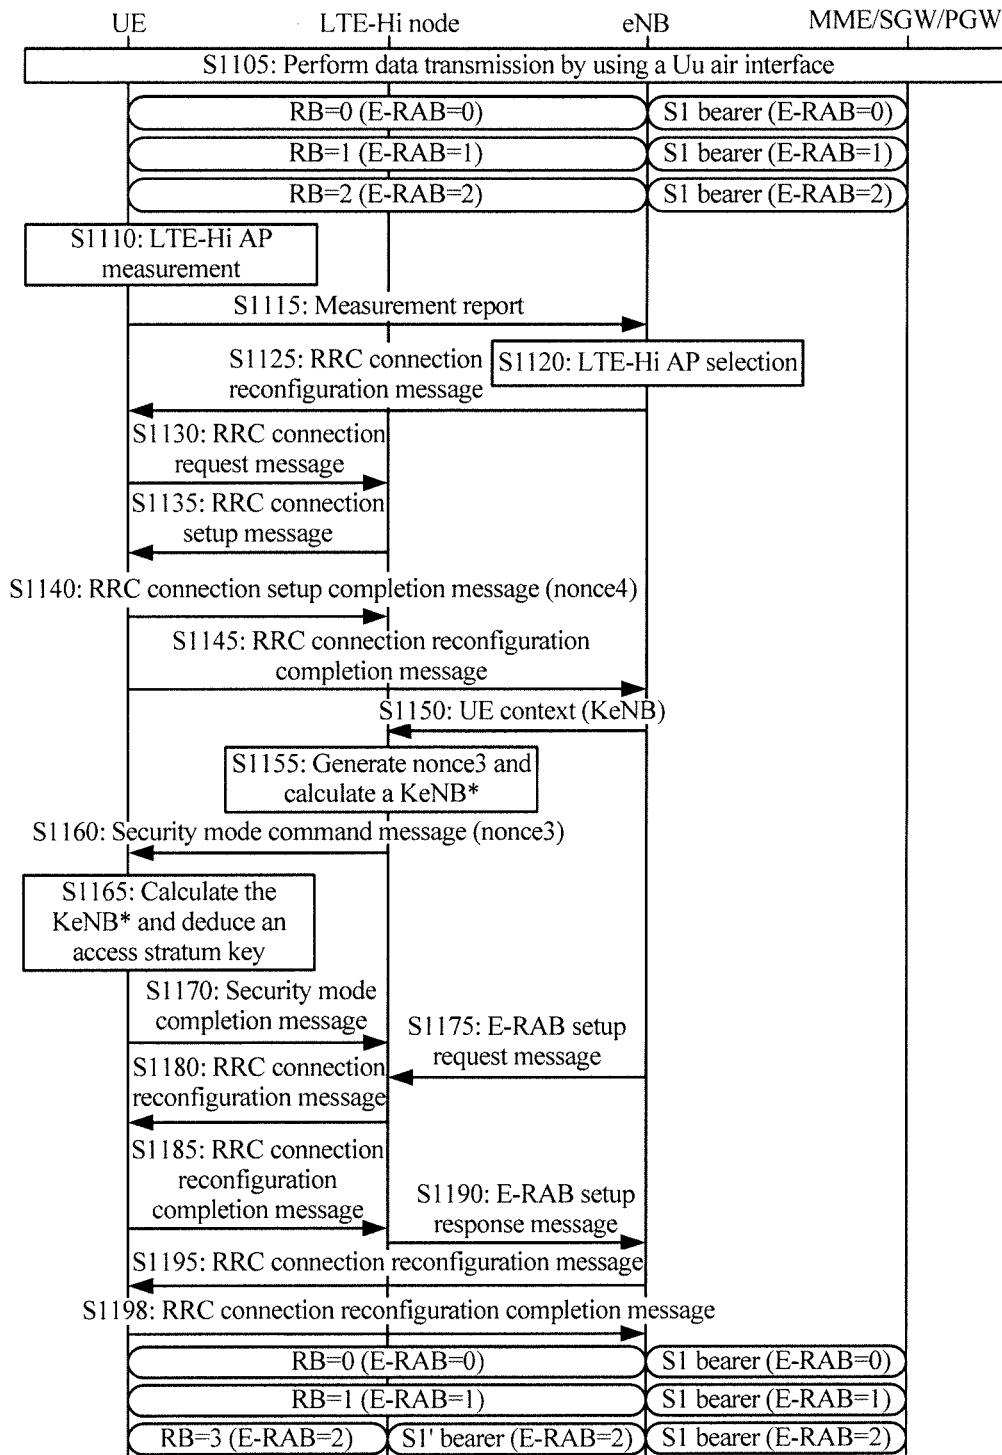 UE LTE-Hi node eNB MME/SGW/PGW
S1105: Perform data transmission by using a Uu air interface
RB=0 (E-RAB=0) S1 bearer (E-RAB=0)
RB=1 (E-RAB=1) S1 bearer (E-RAB=1)
RB=2 (E-RAB=2) S1 bearer (E-RAB=2)
S1110: LTE-Hi AP
measurement
S1115: Measurement report
S1125: RRC connection
reconfiguration message
S1120: LTE-Hi AP selection
S1130: RRC connection
request message
S1135: RRC connection
setup message
S1140: RRC connection setup completion message (nonce4)
S1145: RRC connection reconfiguration
completion message
S1150: UE context (KeNB)
S1155: Generate nonce3 and
calculate a KeNB*
S1160: Security mode command message (nonce3)
S1165: Calculate the
KeNB* and deduce an
access stratum key
S1170: Security mode
completion message
S1175: E-RAB setup
request message
S1180: RRC connection
reconfiguration message
S1185: RRC connection
reconfiguration
completion message
S1190: E-RAB setup
response message
S1195: RRC connection reconfiguration message
S1198: RRC connection reconfiguration completion message
RB=0 (E-RAB=0) S1 bearer (E-RAB=0)
RB=1 (E-RAB=1) S1 bearer (E-RAB=1)
RB=3 (E-RAB=2) S1' bearer (E-RAB=2) S1 bearer (E-RAB=2)